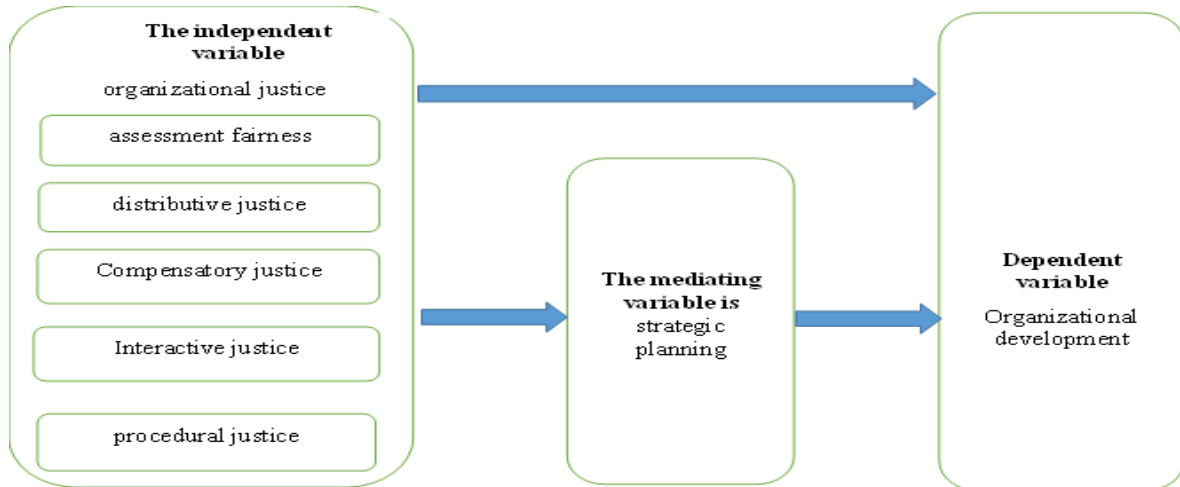 The independent
variable
organizational justice
assessment fairness
distributive justice
Compensatory justice
Interactive justice
procedural justice
The mediating
variable is
strategic
planning
Dependent
variable
Organizational
development